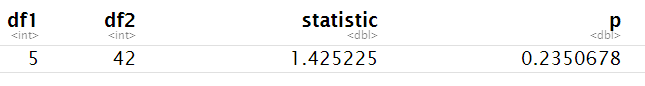 df1 df2 statistic p
<int> <int> <dbl> <dbl>
5 42 1.425225 0.2350678